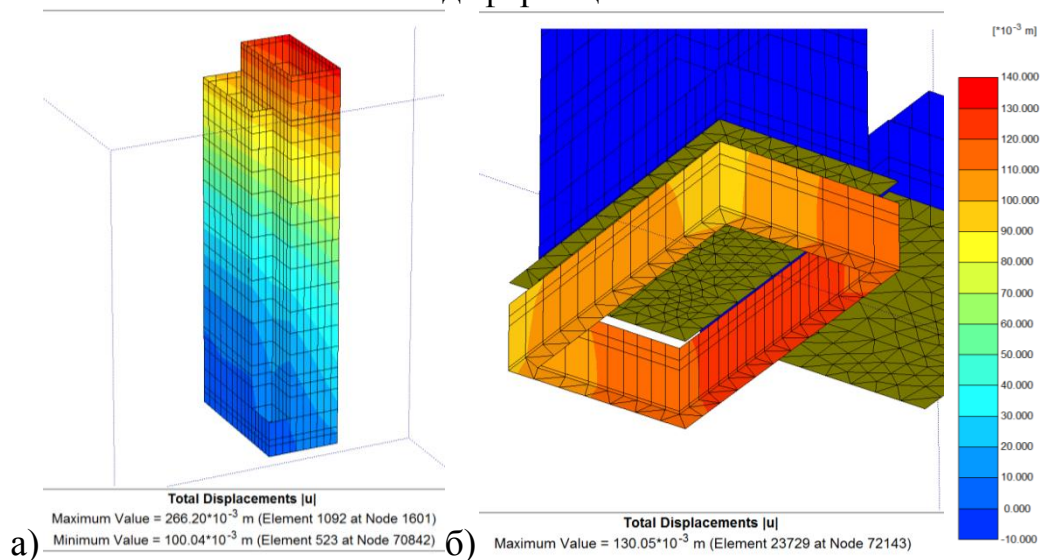 [*10⁻³ m]
140.000
130.000
120.000
110.000
100.000
90.000
80.000
70.000
60.000
50.000
40.000
30.000
20.000
10.000
0.000
-10.000
а)
Total Displacements |u|
Maximum Value = 266.20*10⁻³ m (Element 1092 at Node 1601)
Minimum Value = 100.04*10⁻³ m (Element 523 at Node 70842)
б)
Total Displacements |u|
Maximum Value = 130.05*10⁻³ m (Element 23729 at Node 72143)